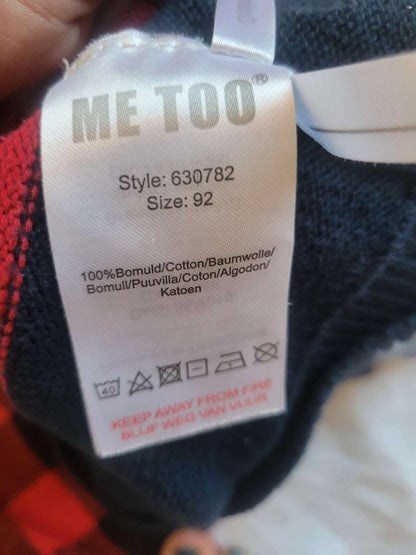 ME TOO®
Style: 630782
Size: 92
100%Bomuld/Cotton/Baumwolle/
Bomull/Puuvilla/Coton/Algodon/
Katoen
40
KEEP AWAY FROM FIRE
BLIJF WEG VAN VUUR